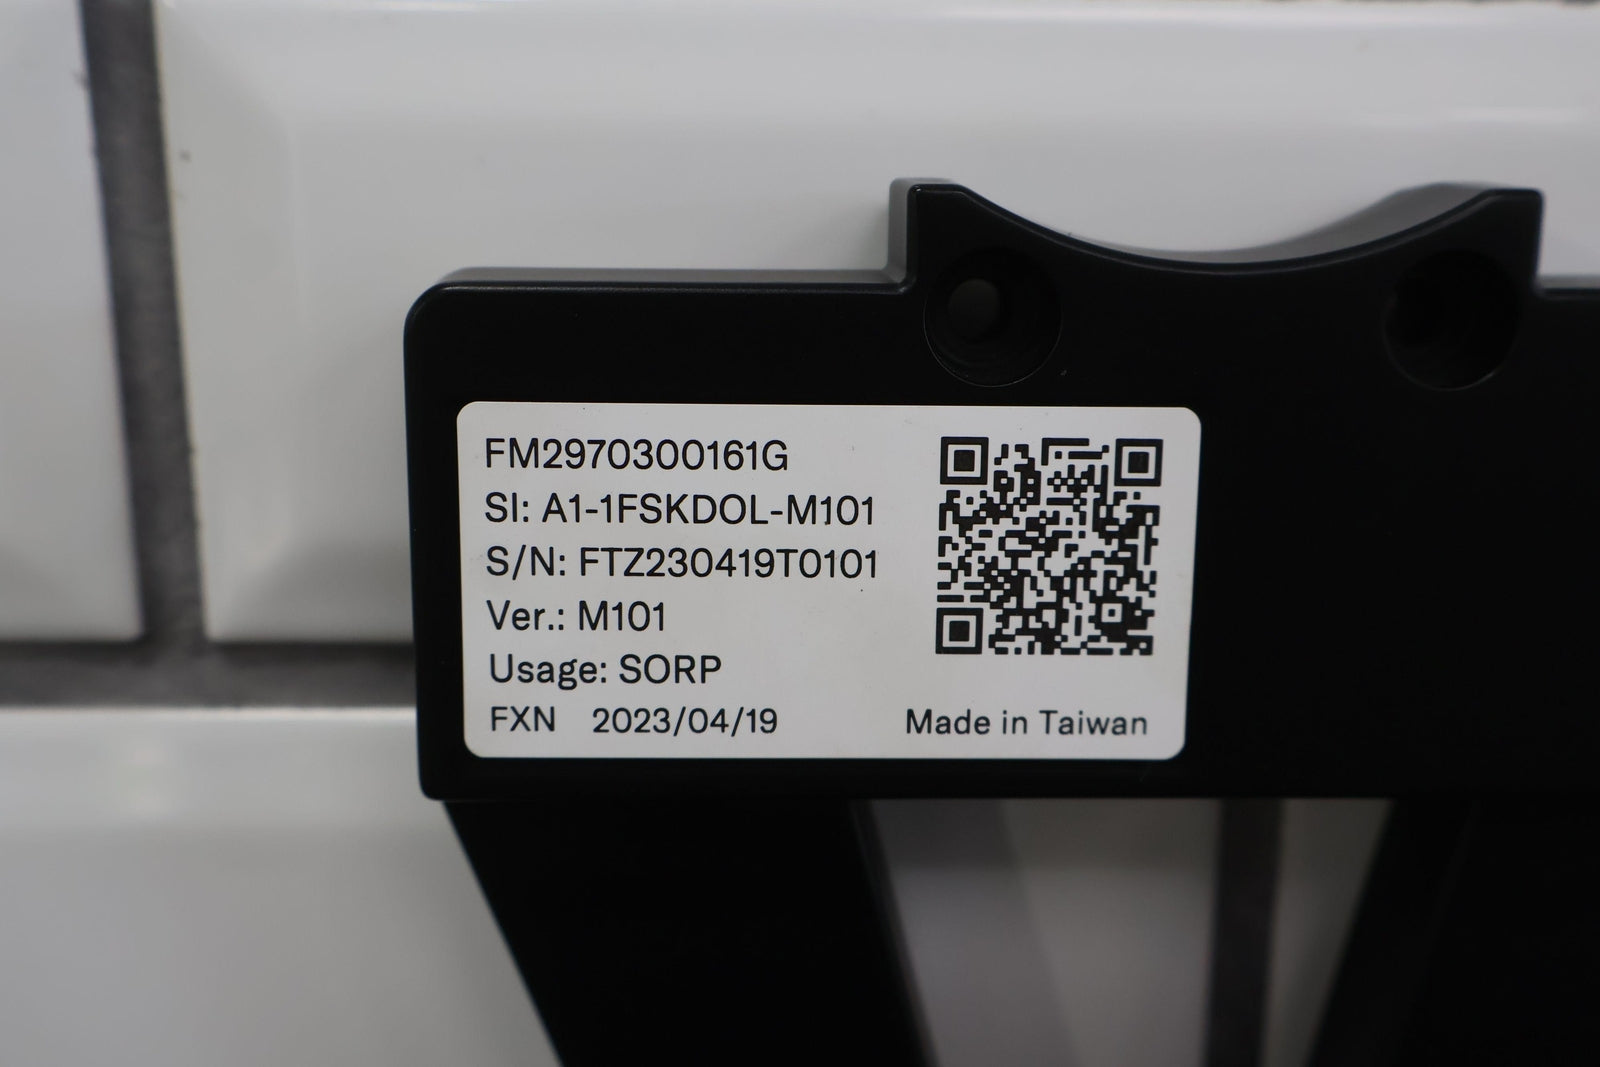 FM2970300161G
SI: A1-1FSKDOL-M101
S/N: FTZ230419T0101
Ver.: M101
Usage: SORP
FXN 2023/04/19
Made in Taiwan